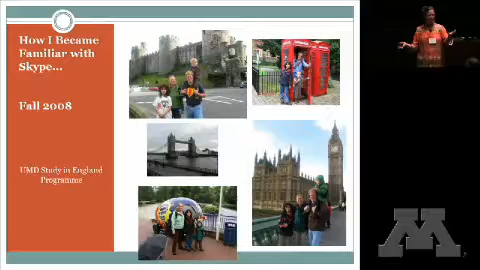 How I Became
Familiar with
Skype...
Fall 2008
UMD Study in England
Programme
M